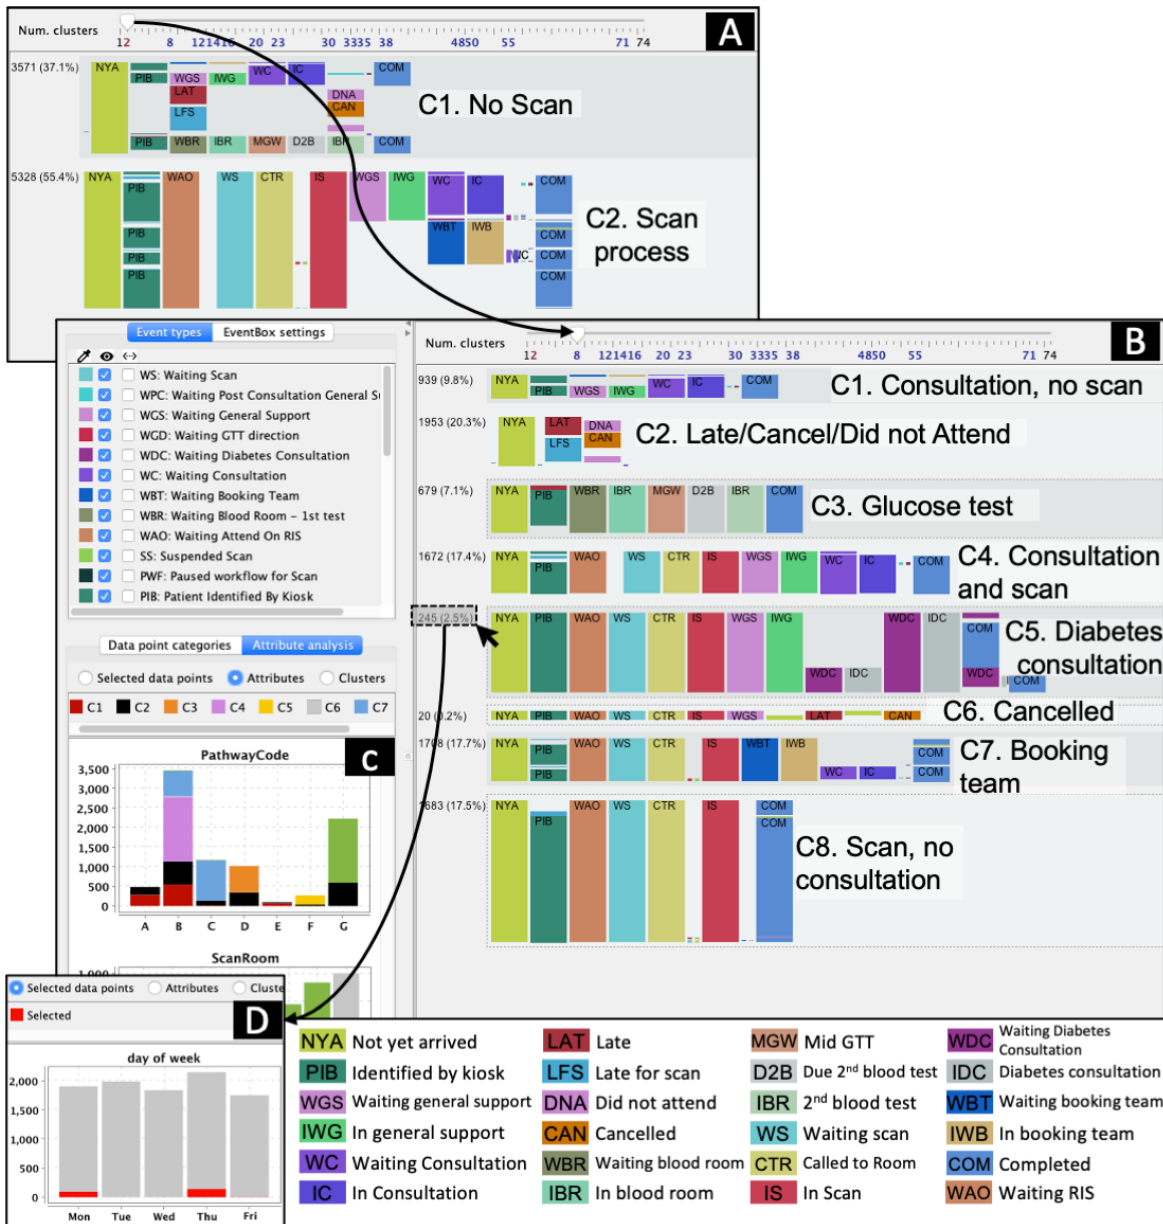 A
Num. clusters
12 8 121416 20 23 30 3335 38 4850 55 71 74
3571 (37.1%)
NYA WC IC COM
PIB WGS IWG
LAT DNA
CAN
LFS
PIB WBR IBR MGW D2B IBR COM
C1. No Scan
5328 (55.4%)
NYA WAO WS CTR IS WGS IWG WC IC COM
PIB
WBT IWB COM
PIB
PIB COM
PIB COM
C2. Scan
process
B
Event types EventBox settings
WS: Waiting Scan
WPC: Waiting Post Consultation General S
WGS: Waiting General Support
WGD: Waiting GTT direction
WDC: Waiting Diabetes Consultation
WC: Waiting Consultation
WBT: Waiting Booking Team
WBR: Waiting Blood Room - 1st test
WAO: Waiting Attend On RIS
SS: Suspended Scan
PWF: Paused workflow for Scan
PIB: Patient Identified By Kiosk
Num. clusters
12 8 121416 20 23 30 3335 38 4850 55 71 74
939 (9.8%)
NYA WC IC COM
PIB WGS IWG
C1. Consultation, no scan
1953 (20.3%)
NYA LAT DNA
CAN
LFS
C2. Late/Cancel/Did not Attend
679 (7.1%)
NYA PIB WBR IBR MGW D2B IBR COM
C3. Glucose test
1672 (17.4%)
NYA WAO WS CTR IS WGS IWG WC IC COM
PIB
C4. Consultation
and scan
245 (2.5%)
NYA PIB WAO WS CTR IS WGS IWG WDC IDC
COM
WDC IDC WDC COM
C5. Diabetes
consultation
20 (0.2%)
NYA PIB WAO WS CTR IS WGS LAT CAN
C6. Cancelled
1708 (17.7%)
NYA WAO WS CTR IS WBT IWB COM
PIB
PIB WC IC COM
C7. Booking
team
1683 (17.5%)
NYA WAO WS CTR IS COM
PIB COM
C8. Scan, no
consultation
Data point categories Attribute analysis
Selected data points Attributes Clusters
C1 C2 C3 C4 C5 C6 C7
C
PathwayCode
3,500
3,000
2,500
2,000
1,500
1,000
500
0
A B C D E F G
ScanRoom
1,000
D
Selected data points Attributes Cluste
Selected
day of week
2,000
1,500
1,000
500
0
Mon Tue Wed Thu Fri
NYA Not yet arrived
PIB Identified by kiosk
WGS Waiting general support
IWG In general support
WC Waiting Consultation
IC In Consultation
LAT Late
LFS Late for scan
DNA Did not attend
CAN Cancelled
WBR Waiting blood room
IBR In blood room
MGW Mid GTT
D2B Due 2nd blood test
IBR 2nd blood test
WS Waiting scan
CTR Called to Room
IS In Scan
WDC Waiting Diabetes
Consultation
IDC Diabetes consultation
WBT Waiting booking team
IWB In booking team
COM Completed
WAO Waiting RIS